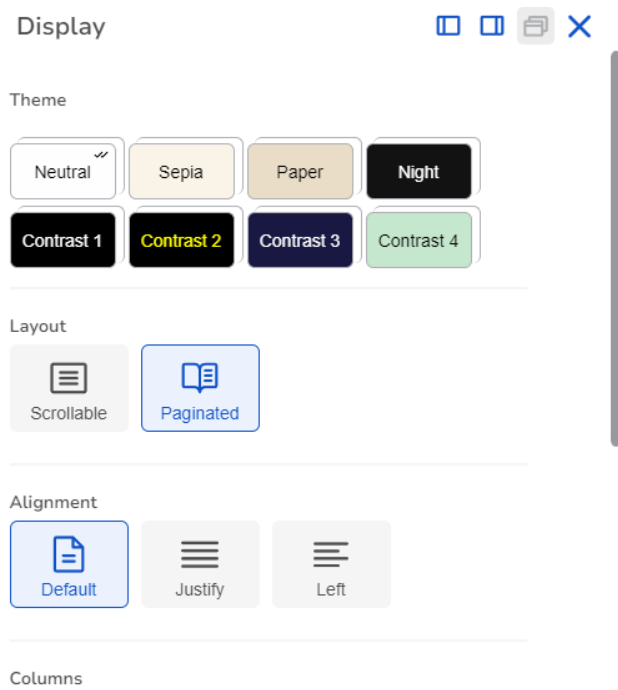 Display
Theme
Neutral Sepia Paper Night
Contrast 1 Contrast 2 Contrast 3 Contrast 4
Layout
Scrollable Paginated
Alignment
Default Justify Left
Columns